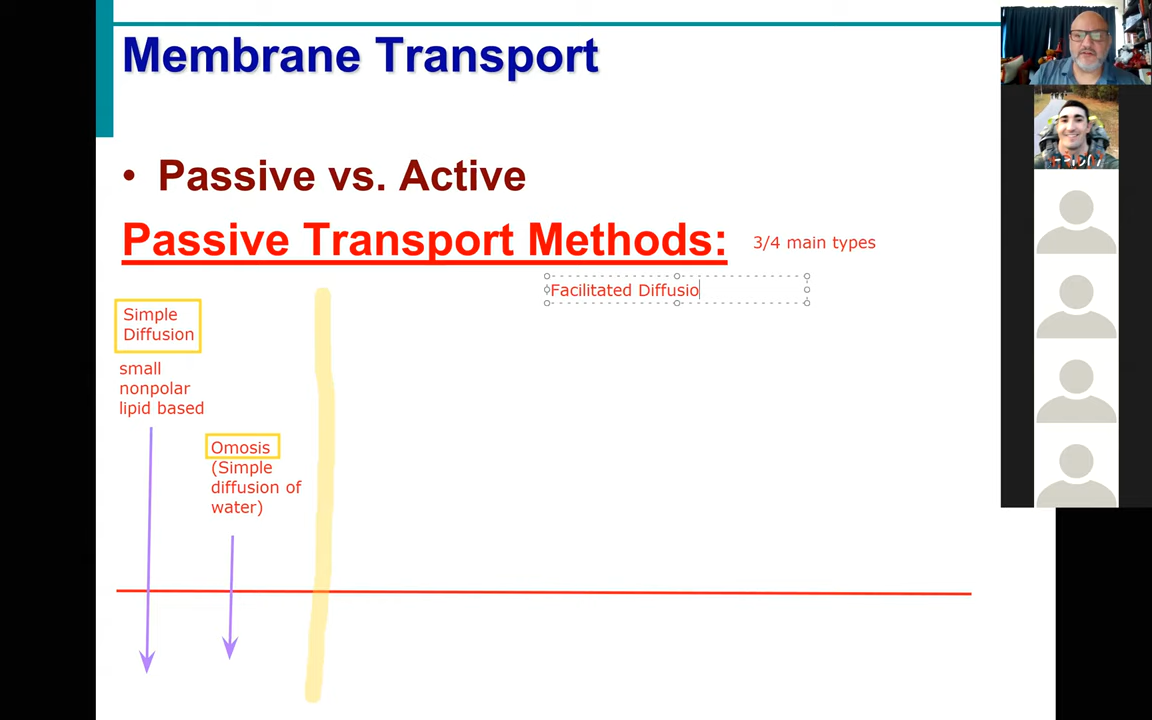 Membrane Transport
• Passive vs. Active
Passive Transport Methods:
3/4 main types
Facilitated Diffusio
Simple
Diffusion
small
nonpolar
lipid based
Omosis
(Simple
diffusion of
water)